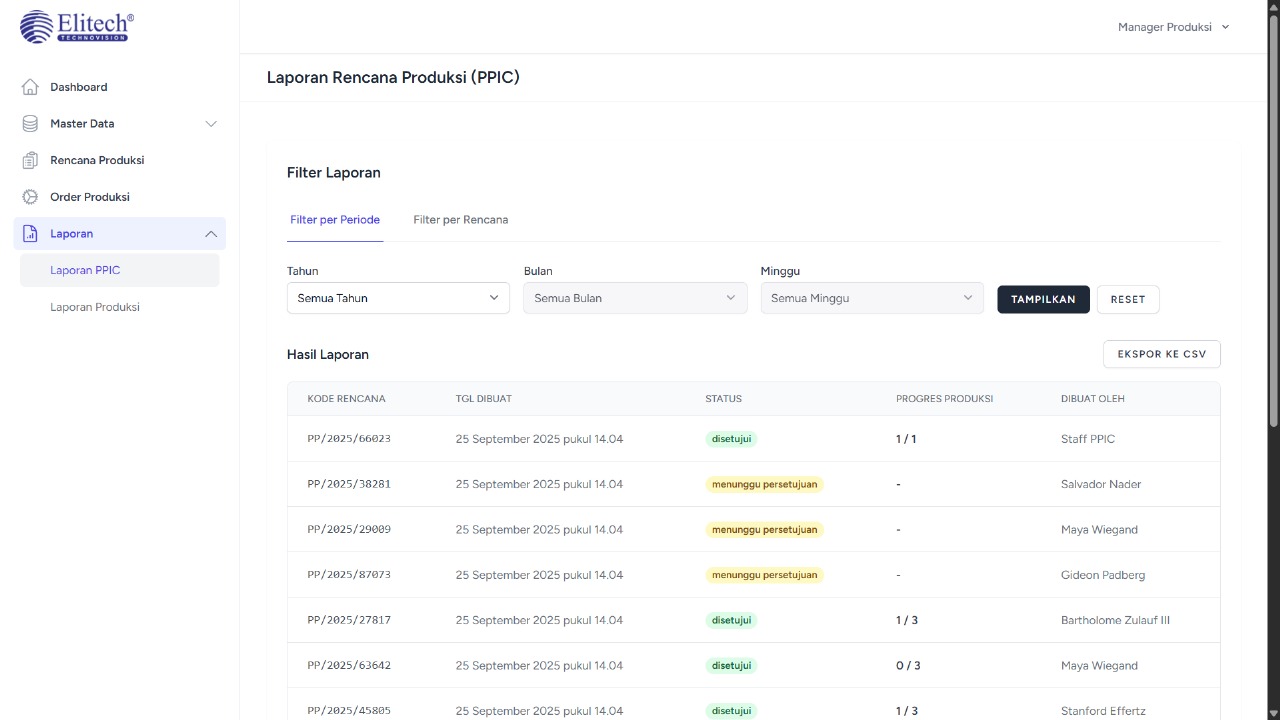 Elitech®
TECHNOVISION
Manager Produksi
Dashboard
Master Data
Rencana Produksi
Order Produksi
Laporan
Laporan PPIC
Laporan Produksi
Laporan Rencana Produksi (PPIC)
Filter Laporan
Filter per Periode Filter per Rencana
Tahun Bulan Minggu
Semua Tahun Semua Bulan Semua Minggu TAMPILKAN RESET
Hasil Laporan EKSPOR KE CSV
KODE RENCANA TGL DIBUAT STATUS PROGRES PRODUKSI DIBUAT OLEH
PP/2025/66023 25 September 2025 pukul 14.04 disetujui 1 / 1 Staff PPIC
PP/2025/38281 25 September 2025 pukul 14.04 menunggu persetujuan - Salvador Nader
PP/2025/29009 25 September 2025 pukul 14.04 menunggu persetujuan - Maya Wiegand
PP/2025/87073 25 September 2025 pukul 14.04 menunggu persetujuan - Gideon Padberg
PP/2025/27817 25 September 2025 pukul 14.04 disetujui 1 / 3 Bartholome Zulauf III
PP/2025/63642 25 September 2025 pukul 14.04 disetujui 0 / 3 Maya Wiegand
PP/2025/45805 25 September 2025 pukul 14.04 disetujui 1 / 3 Stanford Effertz